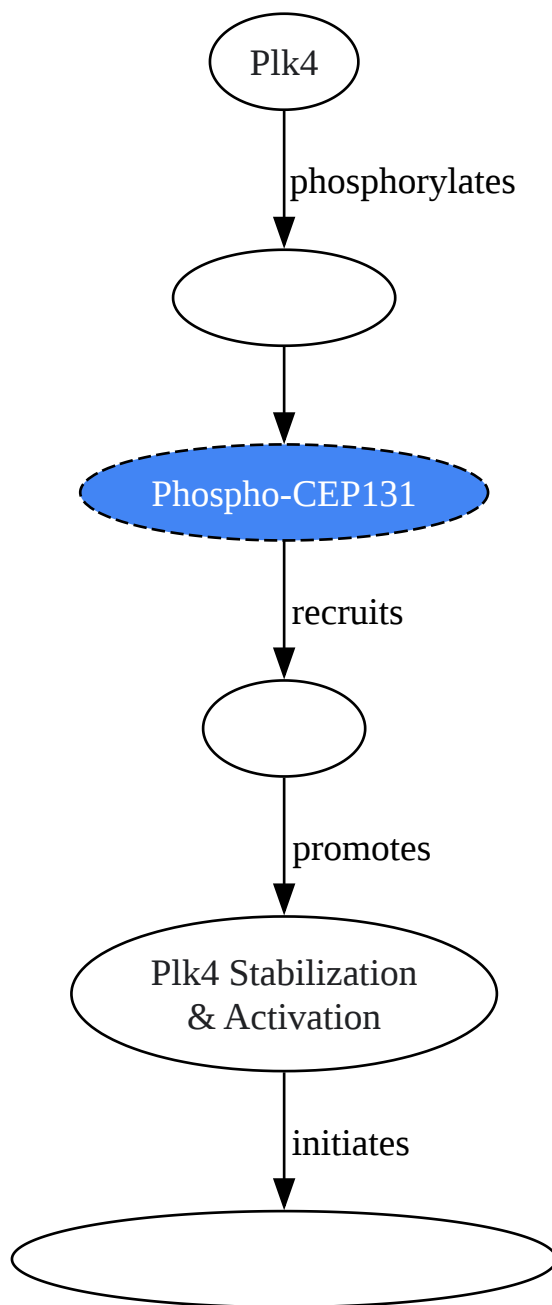 Plk4
phosphorylates
Phospho-CEP131
recruits
promotes
Plk4 Stabilization
& Activation
initiates